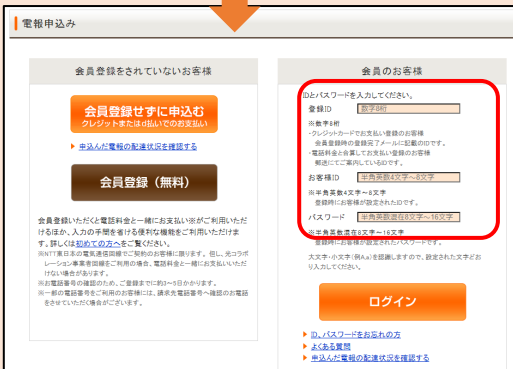 電報申込み
会員登録をされていないお客様
会員登録せずに申込む
クレジットまたはd払いでのお支払い
申込んだ電報の配達状況を確認する
会員登録（無料）
会員登録いただくと電話料金と一緒にお支払い※がご利用いただ
けるほか、入力の手間を省ける便利な機能をご利用いただけま
す。詳しくは初めての方へをご覧ください。
※NTT東日本の電気通信回線でご契約のお客様に限ります。但し、光コラボ
レーション事業者回線をご利用の場合、電話料金と一緒にお支払いいただ
けない場合があります。
※お電話番号の確認のため、ご登録までに約3～5日かかります。
※一部の電話番号をご利用のお客様には、請求先電話番号へ確認のお電話
をさせていただく場合がございます。
会員のお客様
IDとパスワードを入力してください。
登録ID 数字8桁
※数字8桁
・クレジットカードでお支払い登録のお客様
会員登録時の登録完了メールに記載のIDです。
・電話料金と合算してお支払い登録のお客様
郵送にてご案内しているIDです。
お客様ID 半角英数4文字～8文字
※半角英数4文字～8文字
登録時にお客様が設定されたIDです。
パスワード 半角英数混在8文字～16文字
※半角英数混在8文字～16文字
登録時にお客様が設定されたパスワードです。
大文字・小文字（例A,a）を認識しますので、設定された文字どお
り入力してください。
ログイン
ID、パスワードをお忘れの方
よくある質問
申込んだ電報の配達状況を確認する